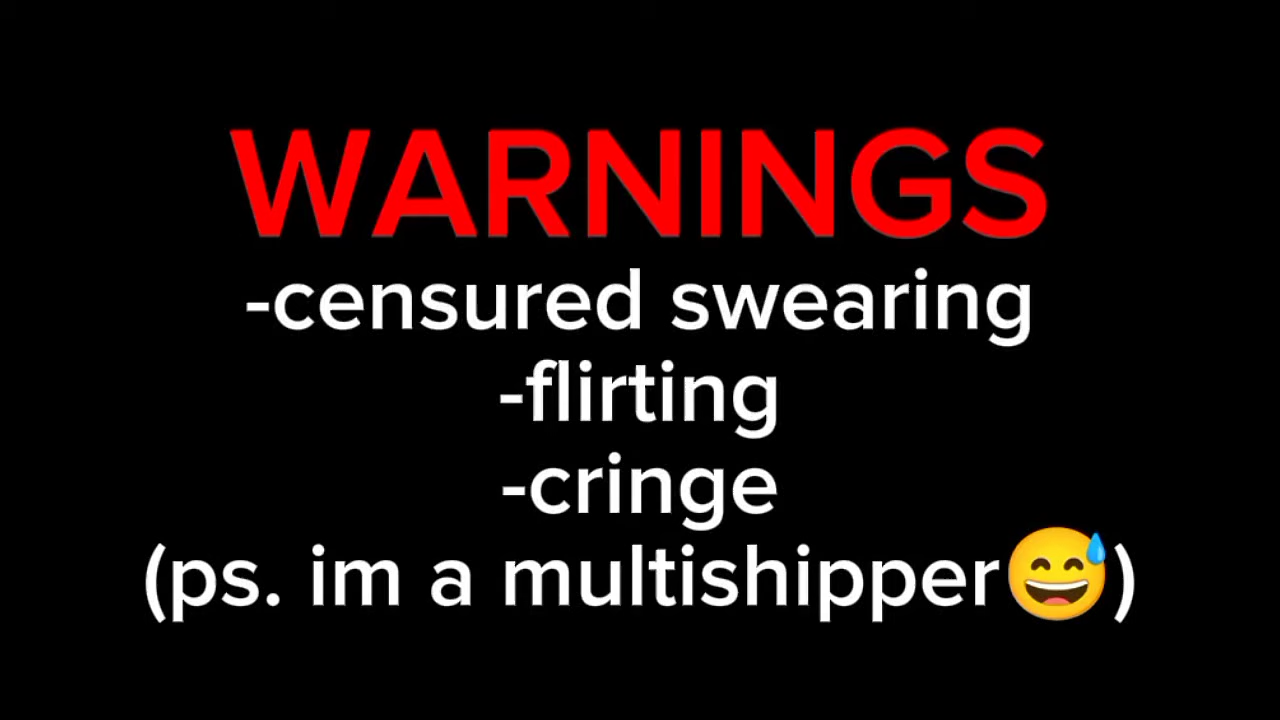 WARNINGS
-censured swearing
-flirting
-cringe
(ps. im a multishipper😅)